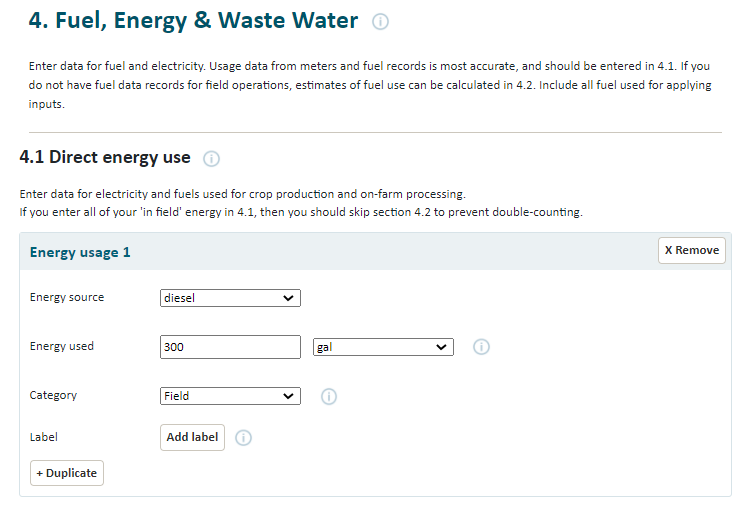 4. Fuel, Energy & Waste Water
Enter data for fuel and electricity. Usage data from meters and fuel records is most accurate, and should be entered in 4.1. If you
do not have fuel data records for field operations, estimates of fuel use can be calculated in 4.2. Include all fuel used for applying
inputs.
4.1 Direct energy use
Enter data for electricity and fuels used for crop production and on-farm processing.
If you enter all of your 'in field' energy in 4.1, then you should skip section 4.2 to prevent double-counting.
Energy usage 1
X Remove
Energy source
diesel
Energy used
300
gal
Category
Field
Label
Add label
+ Duplicate